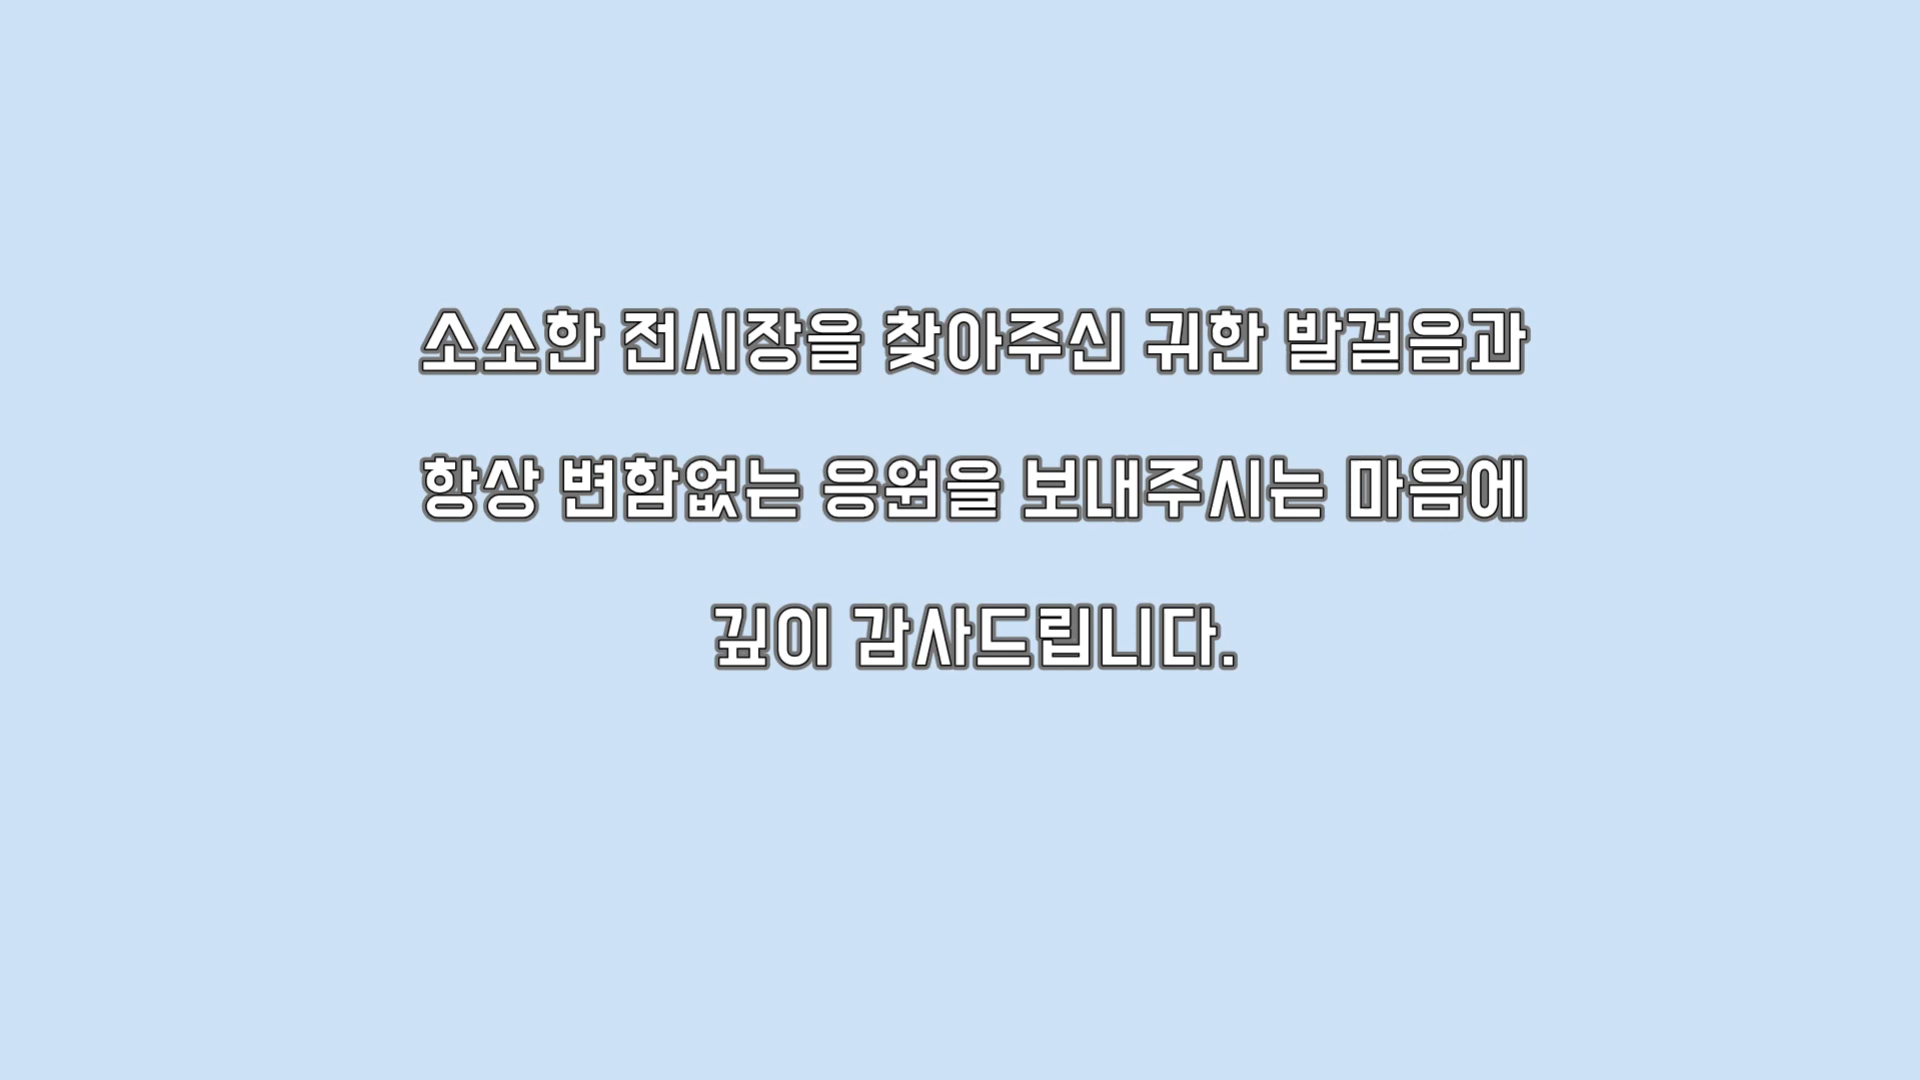 소소한 전시장을 찾아주신 귀한 발걸음과
항상 변함없는 응원을 보내주시는 마음에
깊이 감사드립니다.